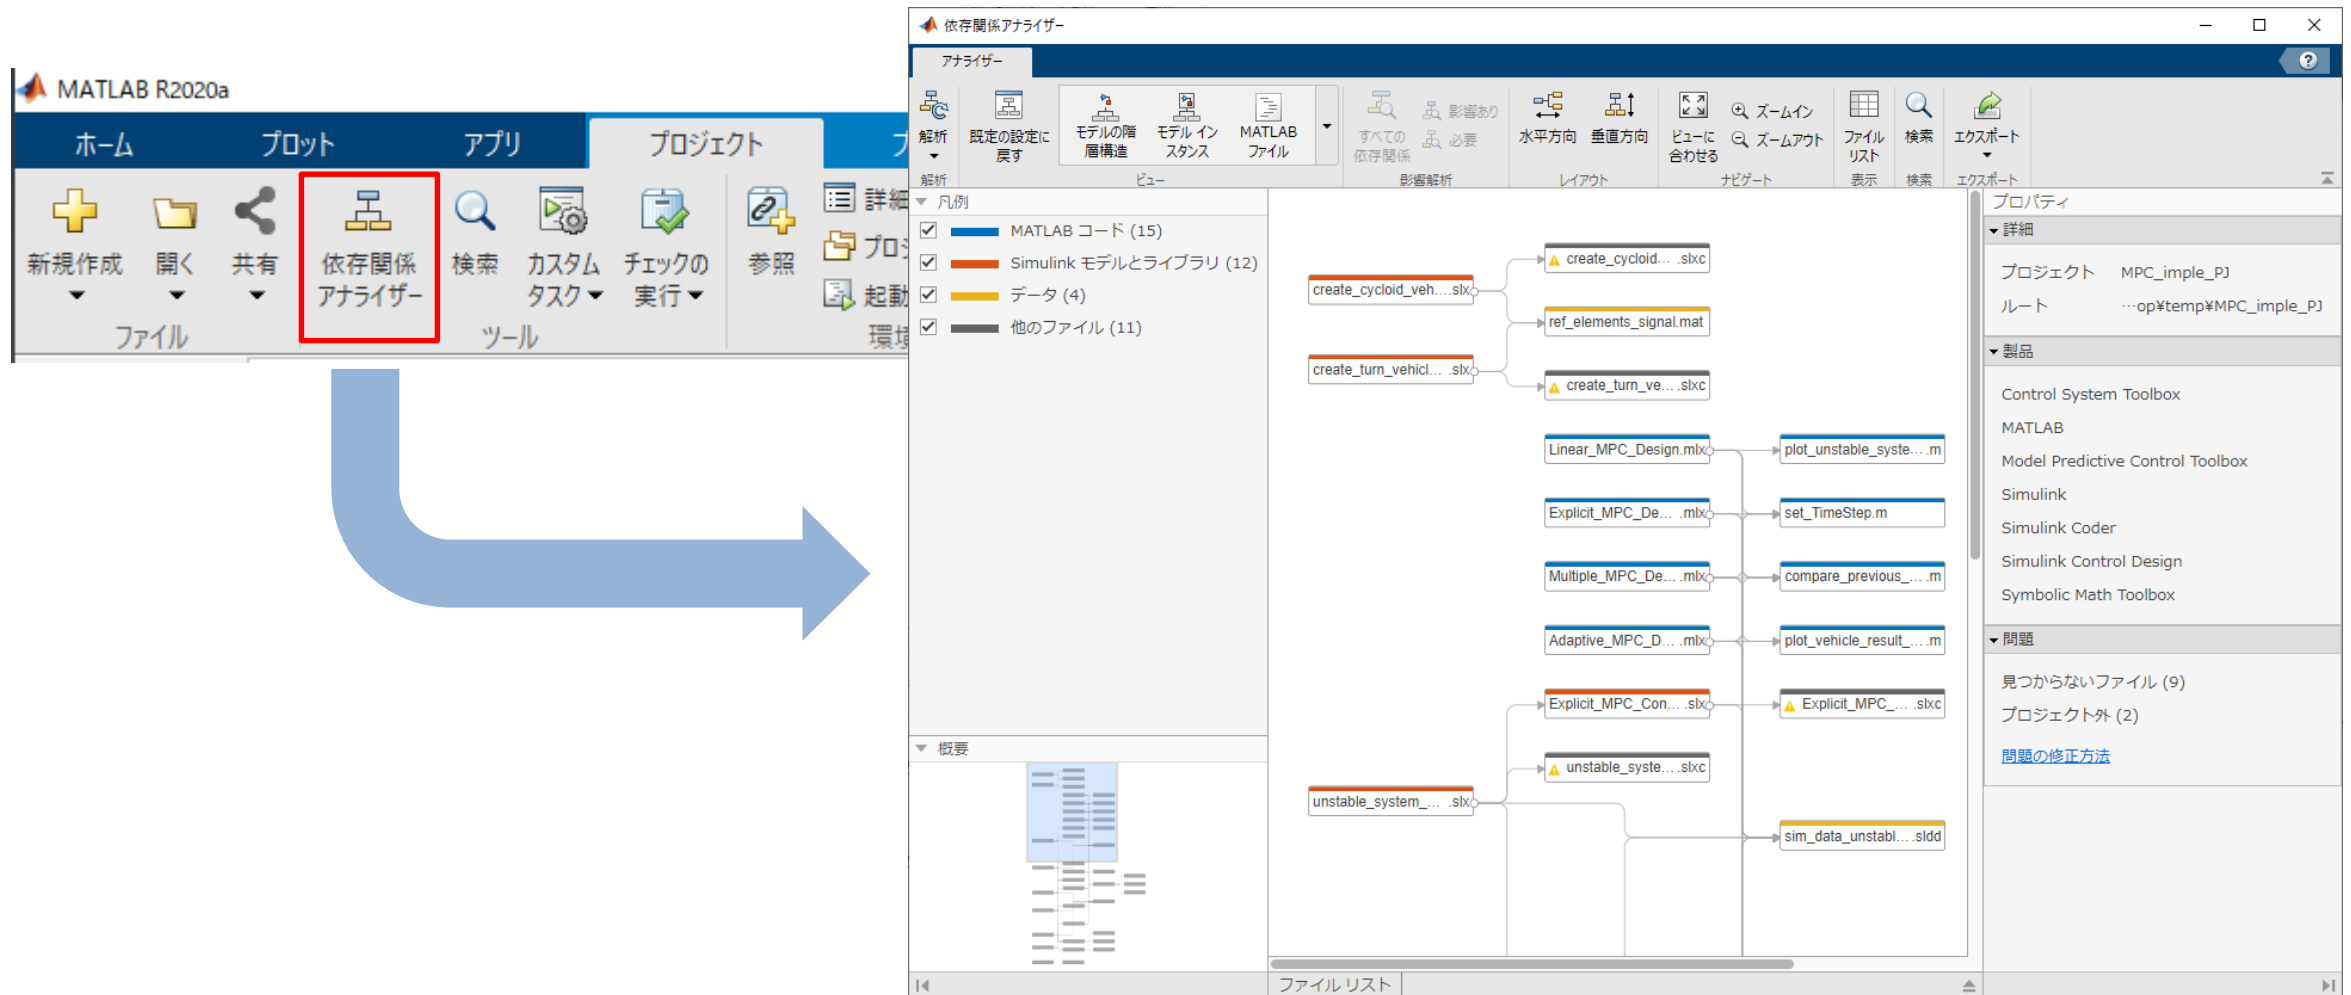 MATLAB R2020a
ホーム
プロット
アプリ
プロジェクト
新規作成
開く
共有
依存関係
アナライザー
検索
カスタム
タスク
チェックの
実行
参照
詳細
プロジ
起動
ファイル
ツール
環境
依存関係アナライザー
アナライザー
解析
既定の設定に
戻す
モデルの階
層構造
モデル イン
スタンス
MATLAB
ファイル
すべての
依存関係
影響あり
必要
水平方向
垂直方向
ビューに
合わせる
ズームイン
ズームアウト
ファイル
リスト
検索
エクスポート
解析
ビュー
影響解析
レイアウト
ナビゲート
表示
検索
エクスポート
凡例
MATLAB コード (15)
Simulink モデルとライブラリ (12)
データ (4)
他のファイル (11)
概要
create_cycloid_veh....slx
create_turn_vehicl... .slx
create_cycloid... .slxc
ref_elements_signal.mat
create_turn_ve... .slxc
Linear_MPC_Design.mlx
plot_unstable_syste... .m
Explicit_MPC_De... .mlx
set_TimeStep.m
Multiple_MPC_De... .mlx
compare_previous_... .m
Adaptive_MPC_D... .mlx
plot_vehicle_result_... .m
Explicit_MPC_Con... .slx
Explicit_MPC_... .slxc
unstable_syste... .slxc
unstable_system_... .slx
sim_data_unstabl... .sldd
ファイル リスト
プロパティ
詳細
プロジェクト MPC_imple_PJ
ルート …op¥temp¥MPC_imple_PJ
製品
Control System Toolbox
MATLAB
Model Predictive Control Toolbox
Simulink
Simulink Coder
Simulink Control Design
Symbolic Math Toolbox
問題
見つからないファイル (9)
プロジェクト外 (2)
問題の修正方法